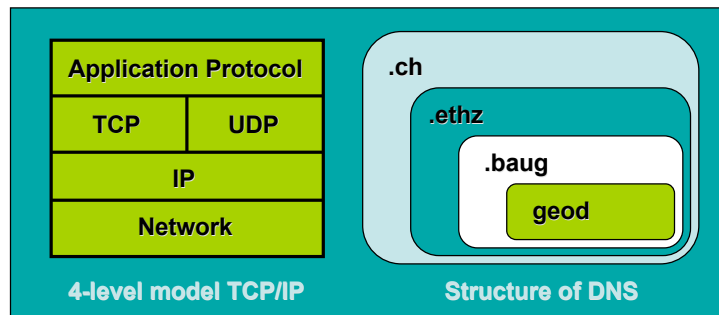 Application Protocol
TCP
UDP
IP
Network
4-level model TCP/IP
.ch
.ethz
.baug
geod
Structure of DNS